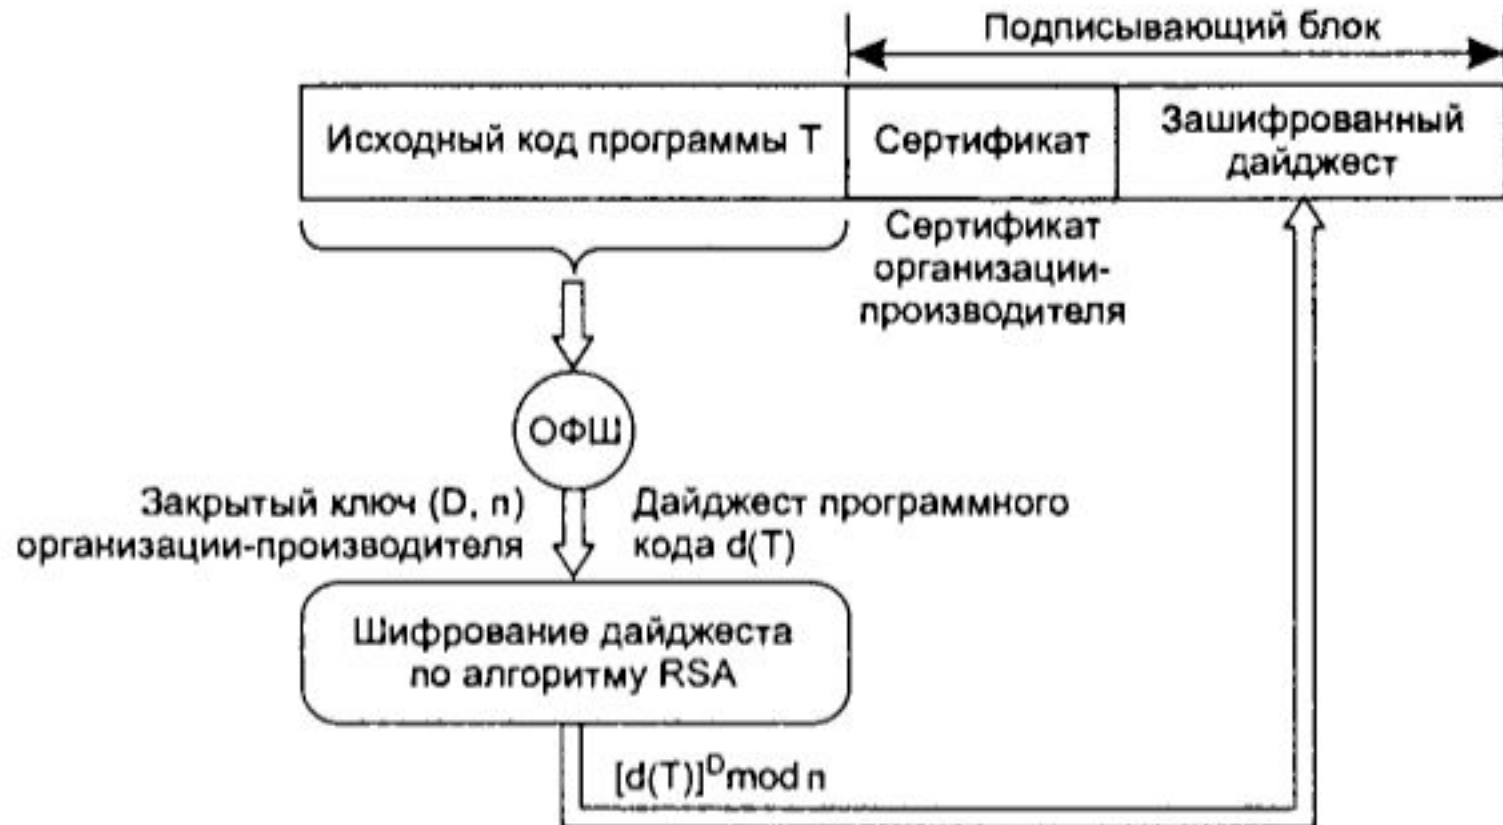 Подписывающий блок
Исходный код программы T
Сертификат
Зашифрованный
дайджест
Сертификат
организации-
производителя
ОФШ
Закрытый ключ (D, n)
организации-производителя
Дайджест программного
кода d(T)
Шифрование дайджеста
по алгоритму RSA
[d(T)]ᴰmod n